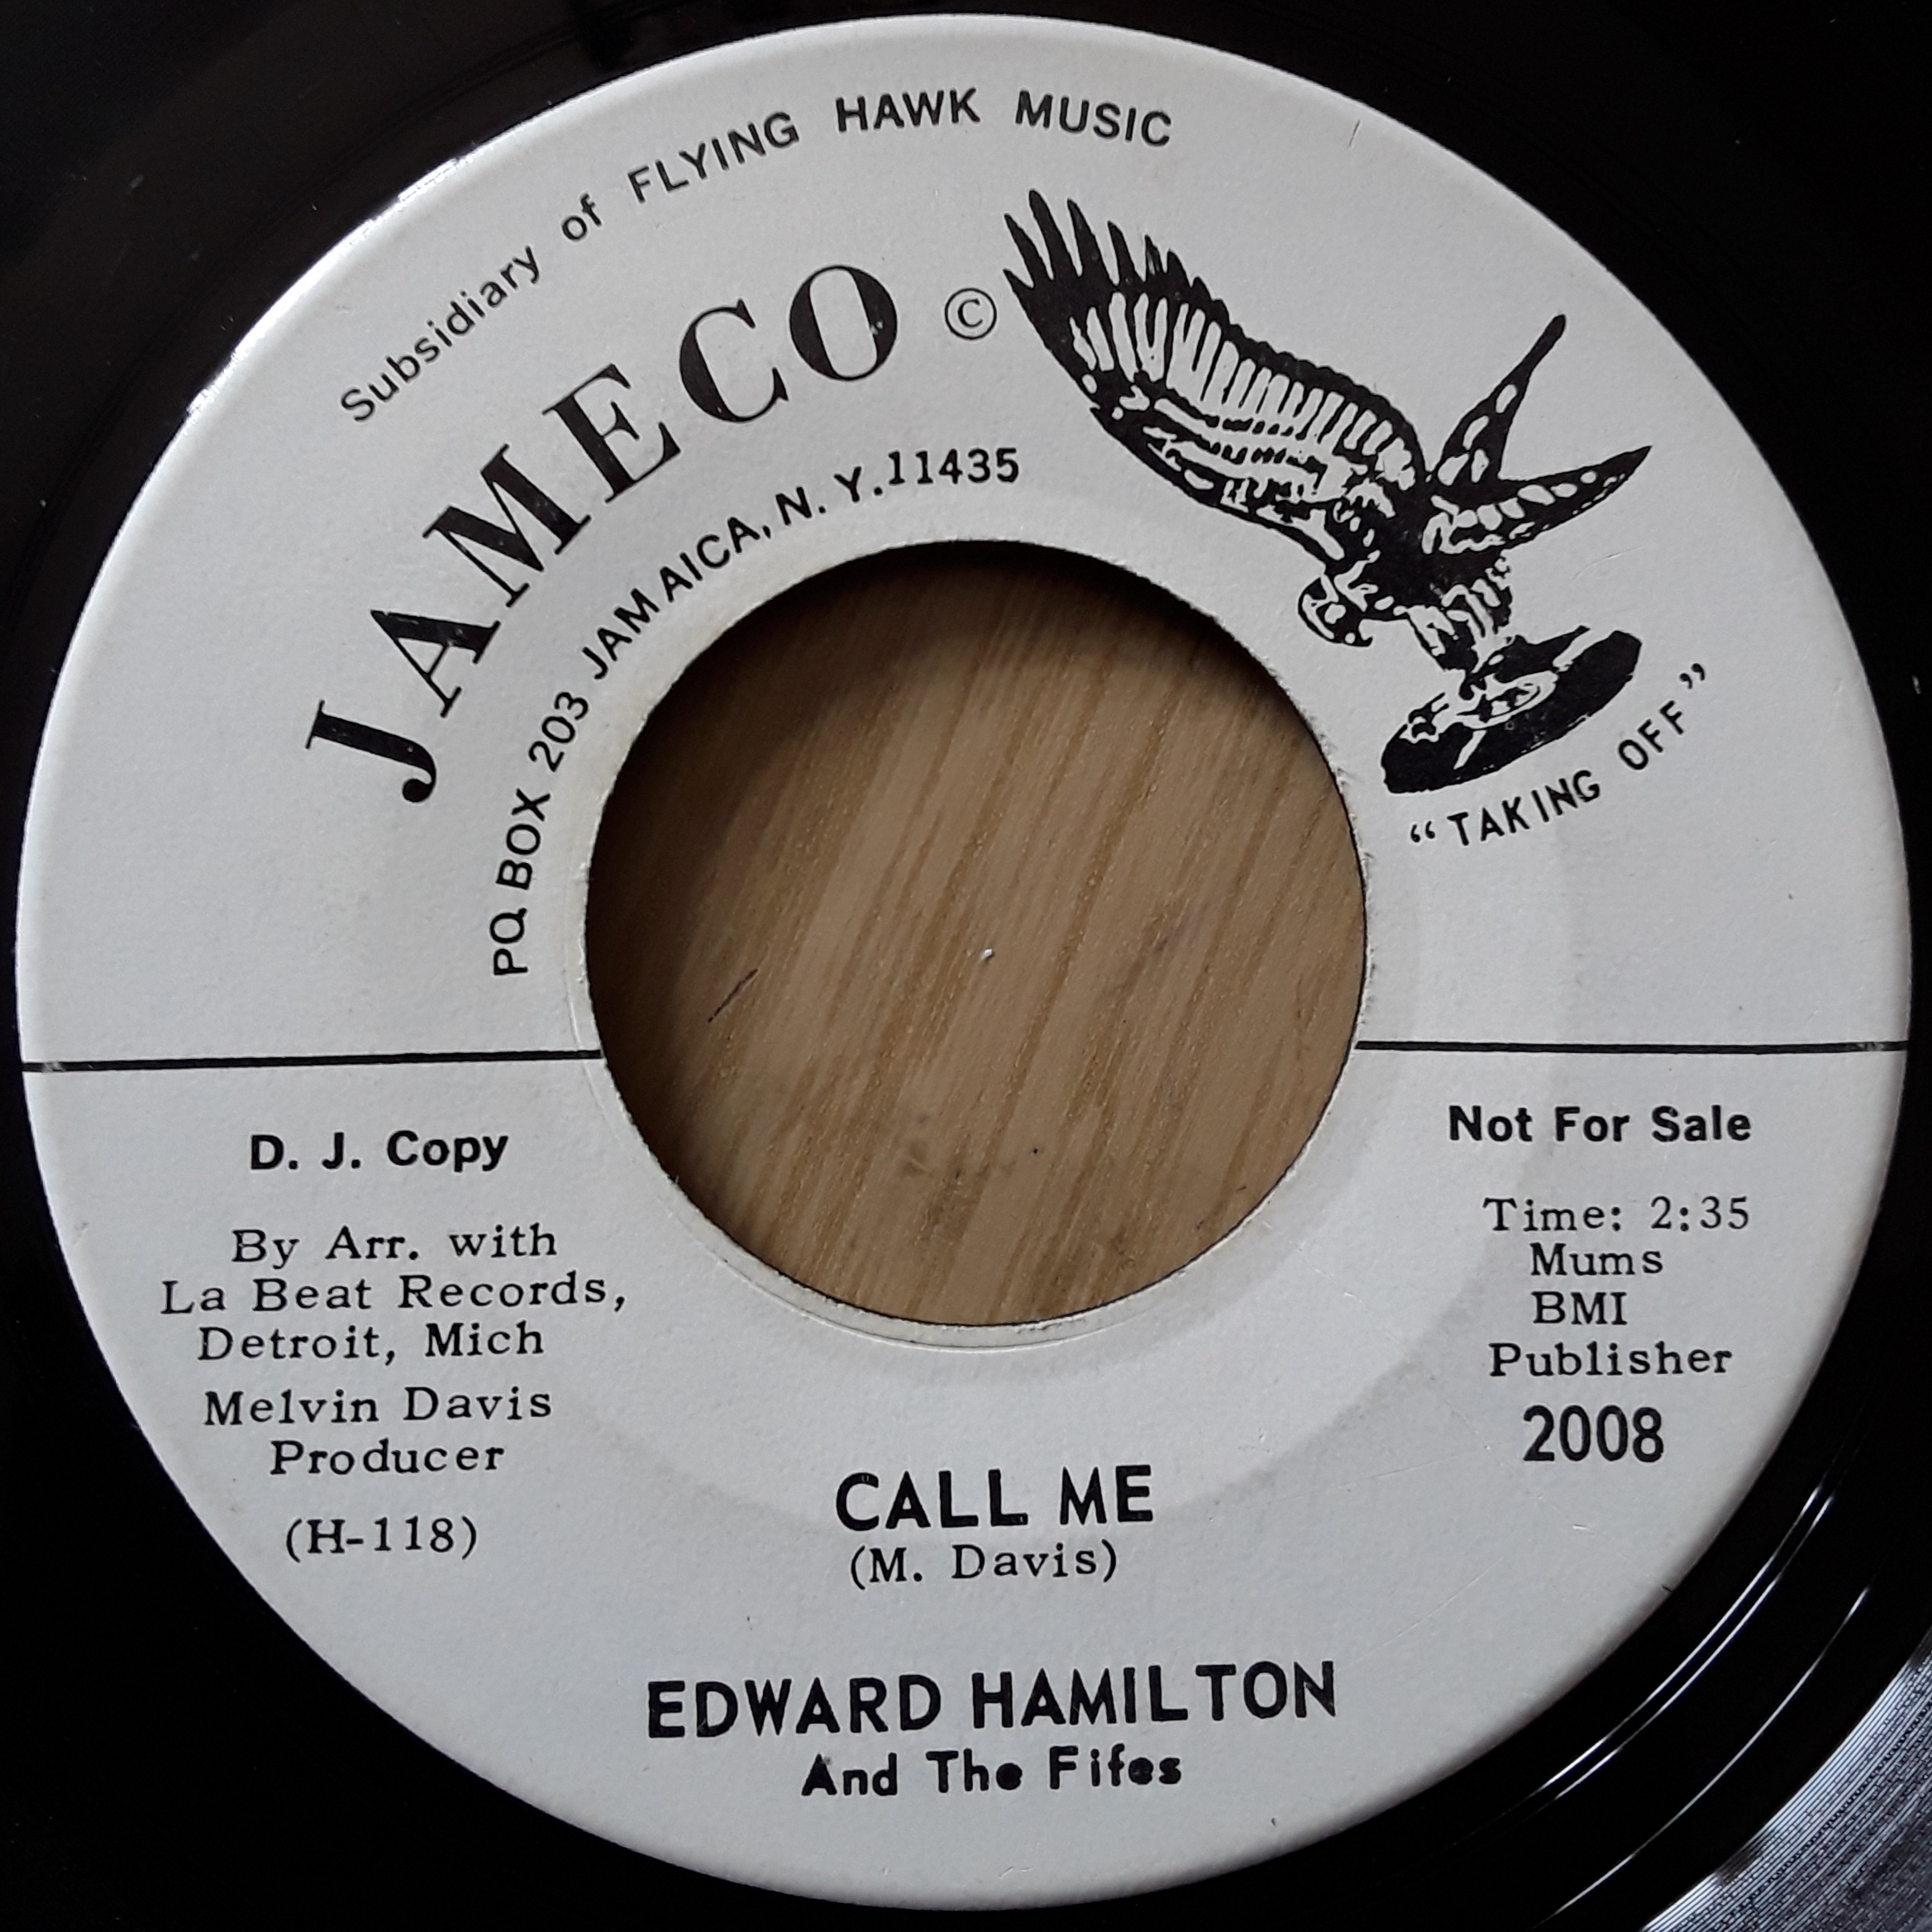 Subsidiary of FLYING HAWK MUSIC
JAMECO ©
PO BOX 203 JAMAICA, N. Y. 11435
“TAKING OFF”
D. J. Copy
Not For Sale
By Arr. with
La Beat Records,
Detroit, Mich
Melvin Davis
Producer
(H-118)
Time: 2:35
Mums
BMI
Publisher
2008
CALL ME
(M. Davis)
EDWARD HAMILTON
And The Fifes